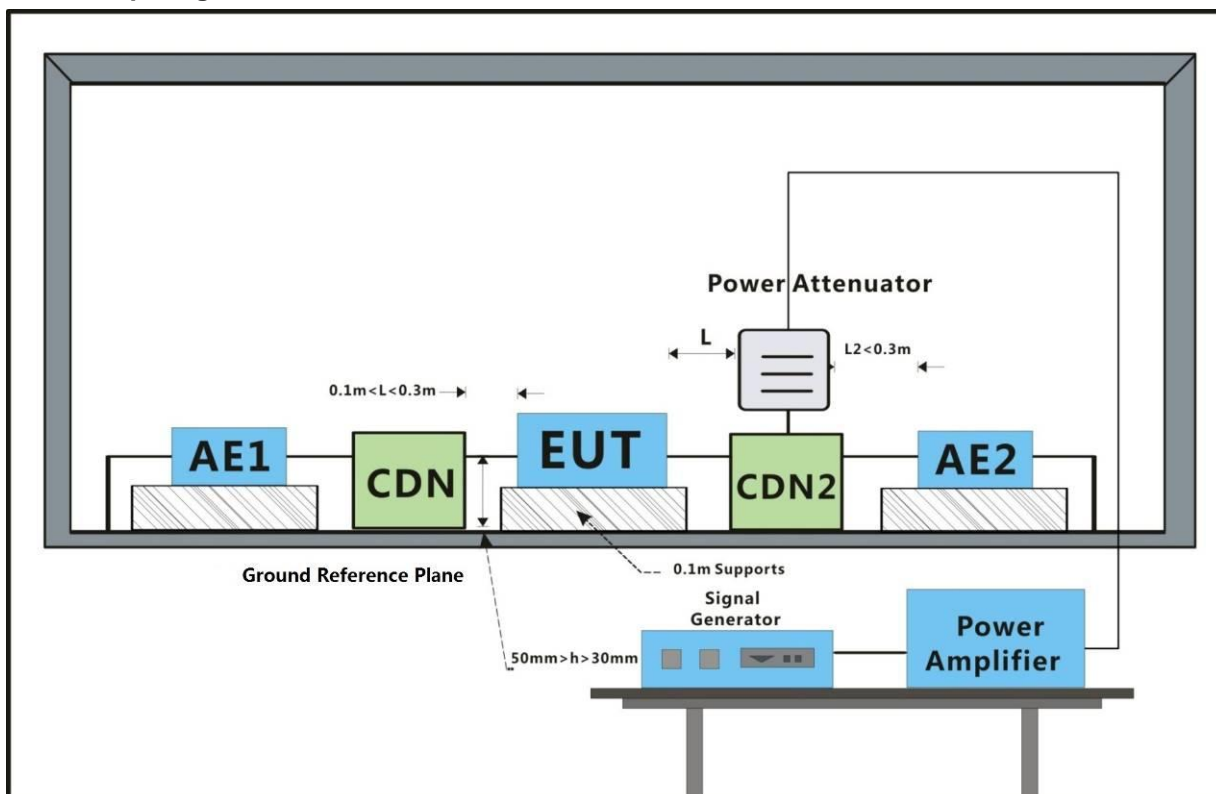 Power Attenuator
L
L2<0.3m
0.1m<L<0.3m
AE1
CDN
EUT
CDN2
AE2
Ground Reference Plane
0.1m Supports
Signal
Generator
50mm>h>30mm
Power
Amplifier